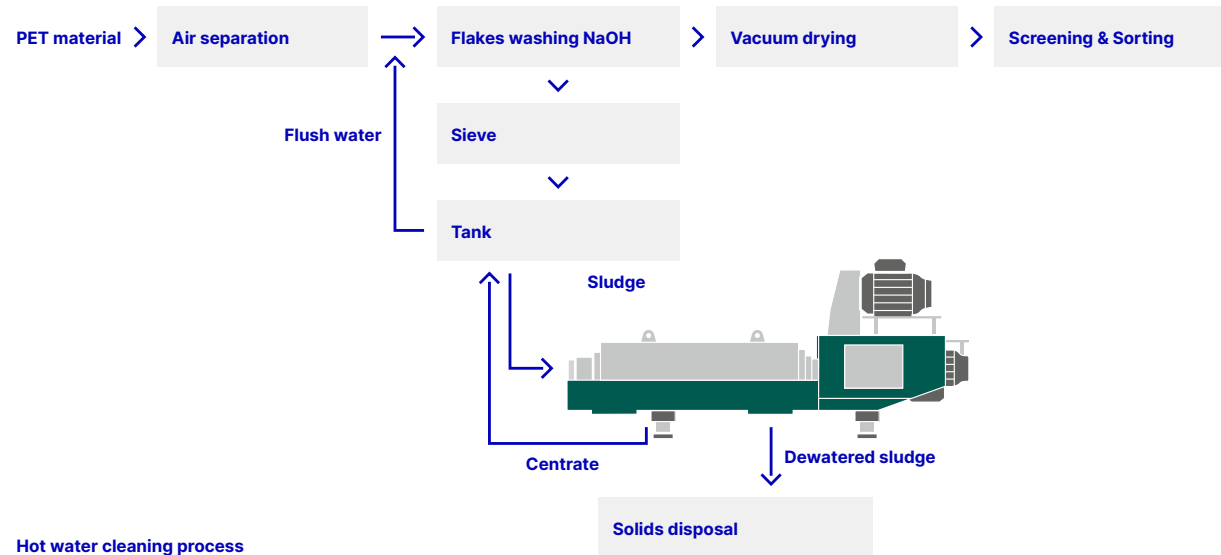 PET material
Air separation
Flakes washing NaOH
Vacuum drying
Screening & Sorting
Flush water
Sieve
Tank
Sludge
Centrate
Dewatered sludge
Solids disposal
Hot water cleaning process